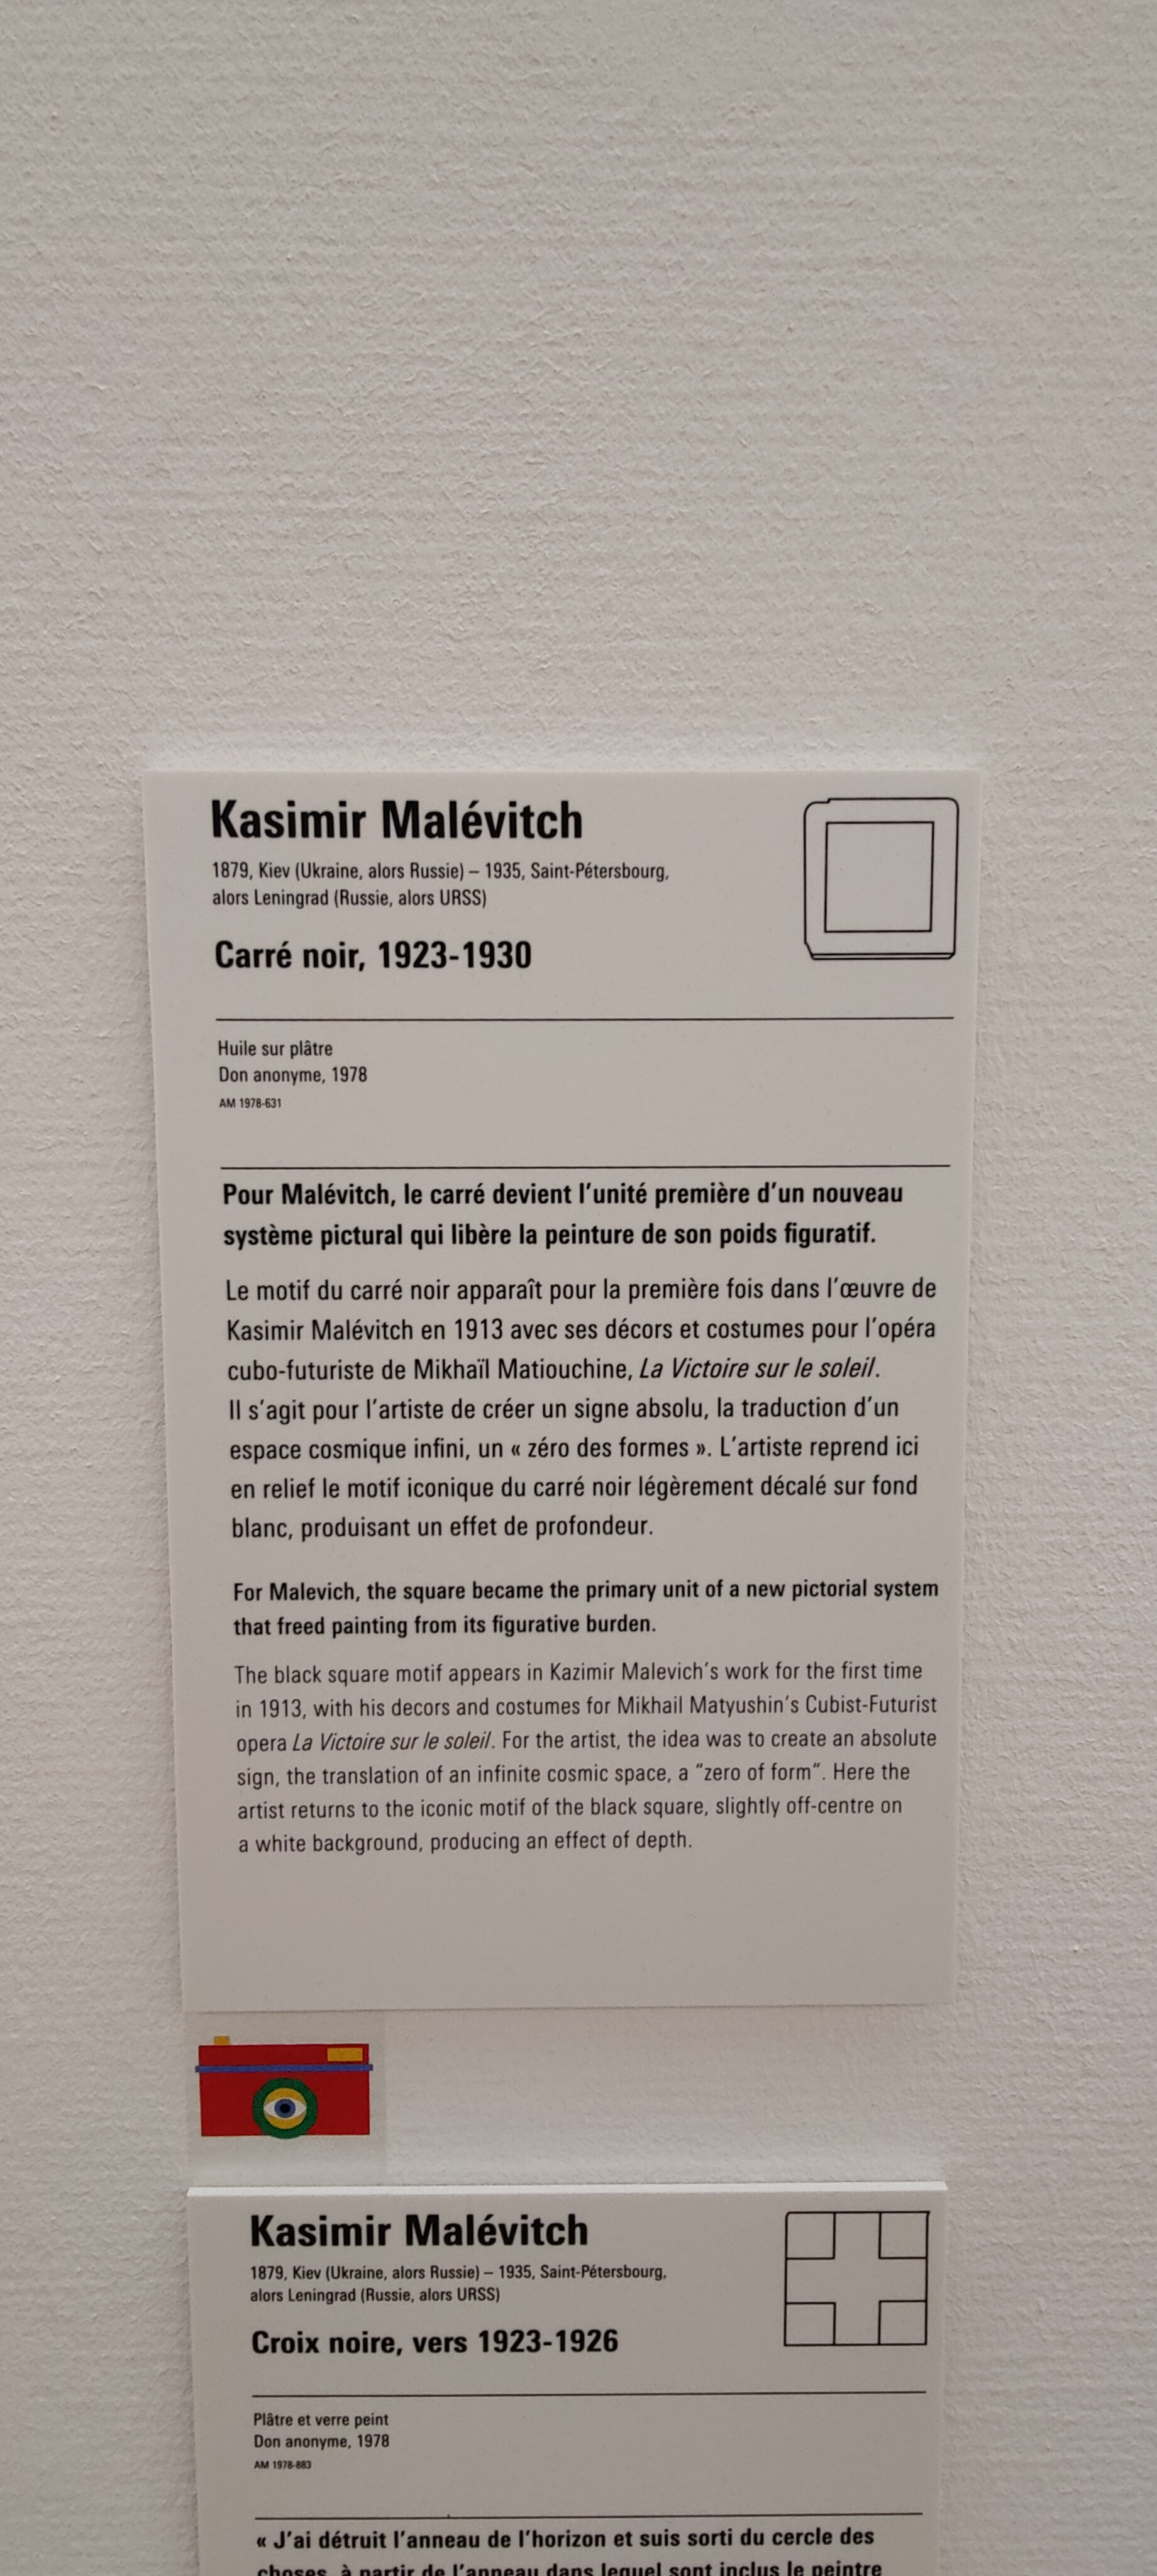 Kasimir Malévitch
1879, Kiev (Ukraine, alors Russie) – 1935, Saint-Pétersbourg,
alors Leningrad (Russie, alors URSS)
Carré noir, 1923-1930
Huile sur plâtre
Don anonyme, 1978
AM 1978-631
Pour Malévitch, le carré devient l'unité première d'un nouveau
système pictural qui libère la peinture de son poids figuratif.
Le motif du carré noir apparaît pour la première fois dans l'œuvre de
Kasimir Malévitch en 1913 avec ses décors et costumes pour l'opéra
cubo-futuriste de Mikhaïl Matiouchine, La Victoire sur le soleil.
Il s'agit pour l'artiste de créer un signe absolu, la traduction d'un
espace cosmique infini, un « zéro des formes ». L'artiste reprend ici
en relief le motif iconique du carré noir légèrement décalé sur fond
blanc, produisant un effet de profondeur.
For Malevich, the square became the primary unit of a new pictorial system
that freed painting from its figurative burden.
The black square motif appears in Kazimir Malevich's work for the first time
in 1913, with his decors and costumes for Mikhail Matyushin's Cubist-Futurist
opera La Victoire sur le soleil. For the artist, the idea was to create an absolute
sign, the translation of an infinite cosmic space, a “zero of form”. Here the
artist returns to the iconic motif of the black square, slightly off-centre on
a white background, producing an effect of depth.
Kasimir Malévitch
1879, Kiev (Ukraine, alors Russie) – 1935, Saint-Pétersbourg,
alors Leningrad (Russie, alors URSS)
Croix noire, vers 1923-1926
Plâtre et verre peint
Don anonyme, 1978
AM 1978-883
« J'ai détruit l'anneau de l'horizon et suis sorti du cercle des
choses, à partir de l'anneau dans lequel sont inclus le peintre